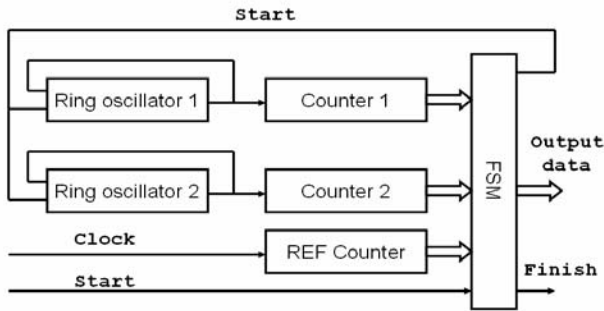 Start
Ring oscillator 1
Counter 1
Output
data
Ring oscillator 2
Counter 2
FSM
Clock
REF Counter
Start
Finish